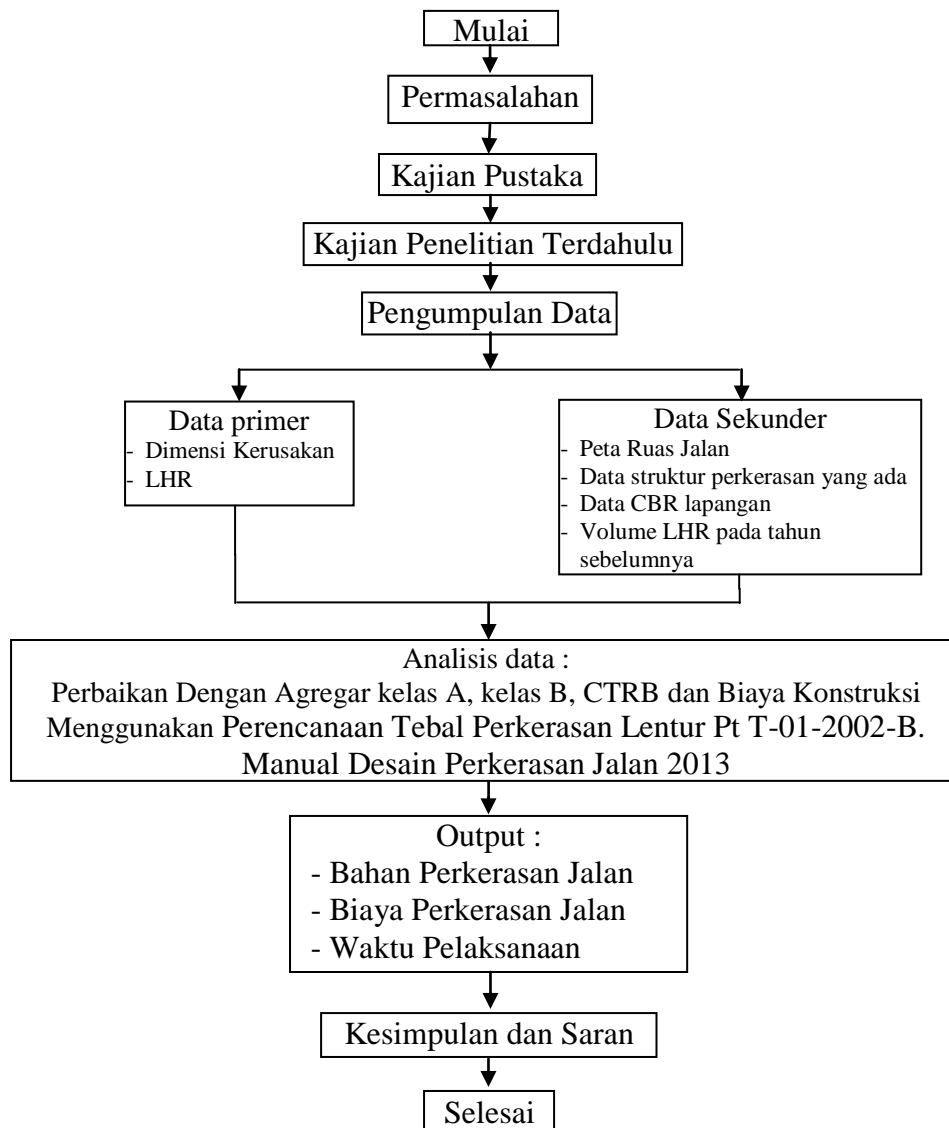 Mulai
Permasalahan
Kajian Pustaka
Kajian Penelitian Terdahulu
Pengumpulan Data
Data primer
- Dimensi Kerusakan
- LHR
Data Sekunder
- Peta Ruas Jalan
- Data struktur perkerasan yang ada
- Data CBR lapangan
- Volume LHR pada tahun
sebelumnya
Analisis data :
Perbaikan Dengan Agregar kelas A, kelas B, CTRB dan Biaya Konstruksi
Menggunakan Perencanaan Tebal Perkerasan Lentur Pt T-01-2002-B.
Manual Desain Perkerasan Jalan 2013
Output :
- Bahan Perkerasan Jalan
- Biaya Perkerasan Jalan
- Waktu Pelaksanaan
Kesimpulan dan Saran
Selesai